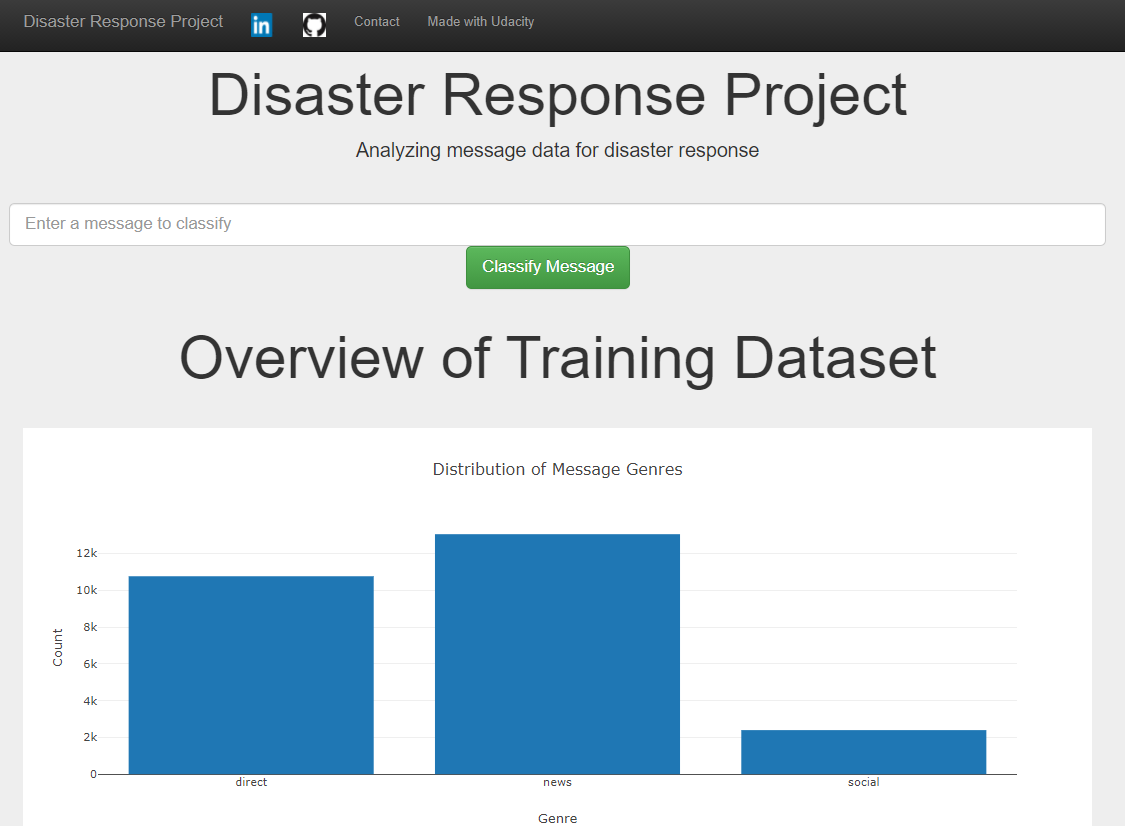 Disaster Response Project in Contact Made with Udacity
Disaster Response Project
Analyzing message data for disaster response
Enter a message to classify
Classify Message
Overview of Training Dataset
Distribution of Message Genres
12k
10k
8k
6k
4k
2k
0
Count
direct news social
Genre